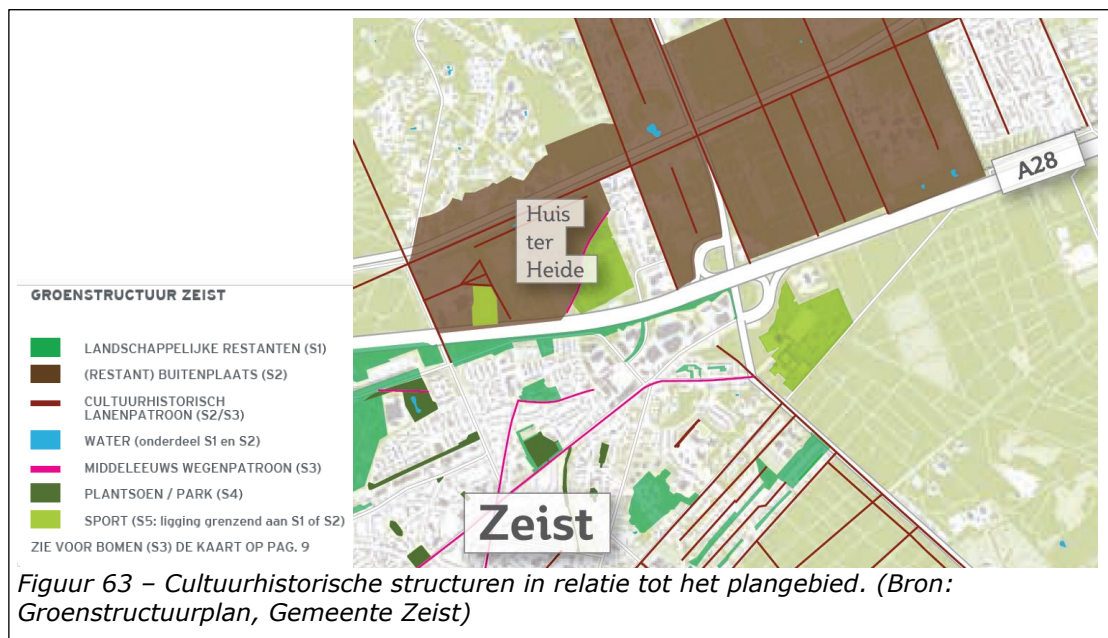 A28
Huis
ter
Heide
Zeist
GROENSTRUCTUUR ZEIST
LANDSCHAPPELIJKE RESTANTEN (S1)
(RESTANT) BUITENPLAATS (S2)
CULTUURHISTORISCH
LANENPATROON (S2/S3)
WATER (onderdeel S1 en S2)
MIDDELEEUWS WEGENPATROON (S3)
PLANTSOEN / PARK (S4)
SPORT (S5: ligging grenzend aan S1 of S2)
ZIE VOOR BOMEN (S3) DE KAART OP PAG. 9
Figuur 63 – Cultuurhistorische structuren in relatie tot het plangebied. (Bron:
Groenstructuurplan, Gemeente Zeist)